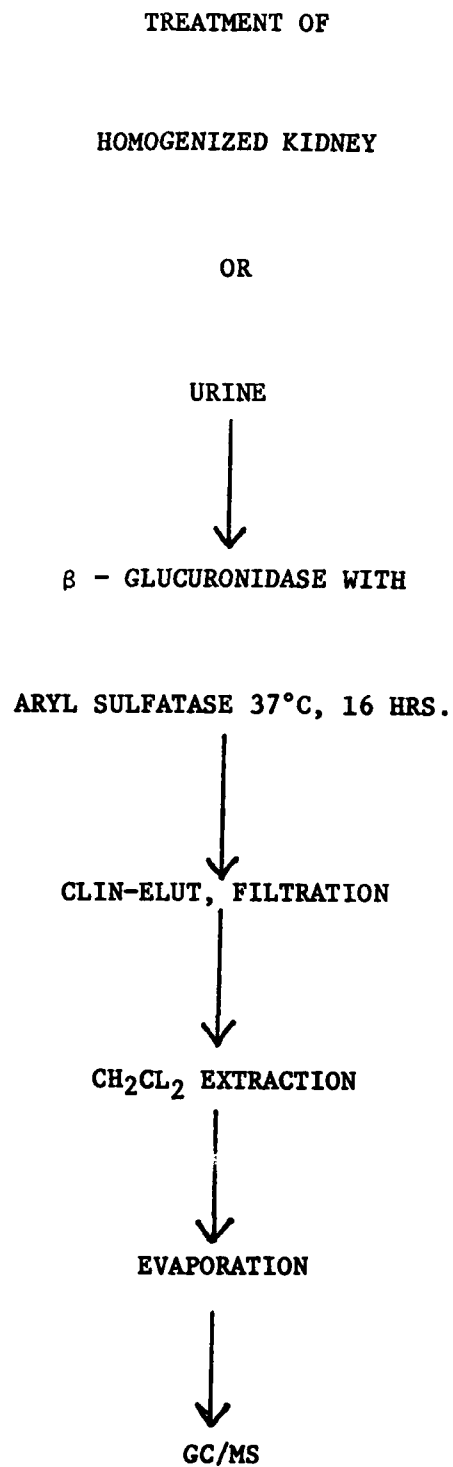 TREATMENT OF
HOMOGENIZED KIDNEY
OR
URINE
β - GLUCURONIDASE WITH
ARYL SULFATASE 37°C, 16 HRS.
CLIN-ELUT, FILTRATION
CH₂CL₂ EXTRACTION
EVAPORATION
GC/MS